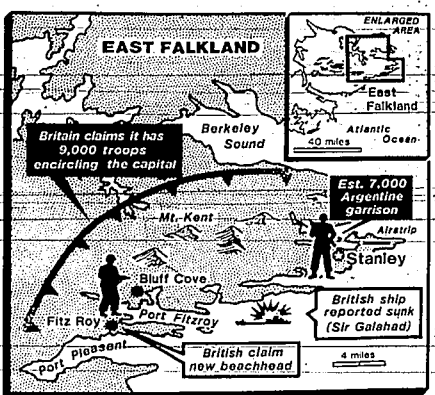 EAST FALKLAND
ENLARGED
AREA
East
Falkland
Atlantic
Ocean
40 miles
Britain claims it has
9,000 troops
encircling the capital
Berkeley
Sound
Est. 7,000
Argentine
garrison
Mt. Kent
Airstrip
Stanley
Bluff Cove
Fitz Roy
Port Fitzroy
British ship
reported sunk
(Sir Galahad)
Port Pleasent
British claim
new beachhead
4 miles